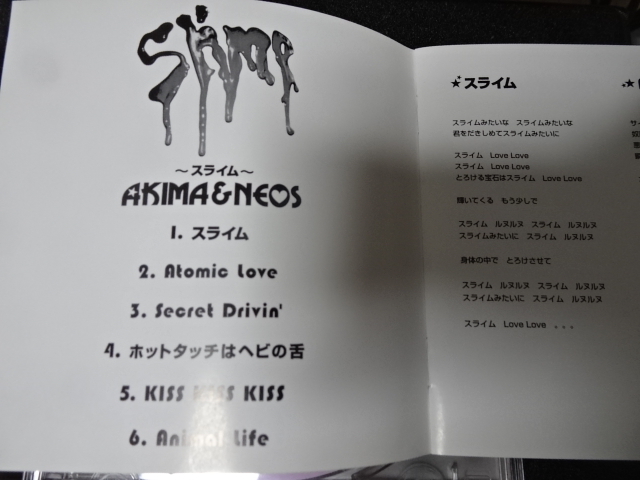 Slime
～スライム～
AKIMA&NEOS
1. スライム
2. Atomic Love
3. Secret Drivin'
4. ホットタッチはヘビの舌
5. KISS KISS KISS
6. Animal Life
スライム
スライムみたいな スライムみたいな
君をだきしめてスライムみたいに
スライム Love Love
スライム Love Love
とろける宝石はスライム Love Love
輝いてくる もう少しで
スライム ルヌルヌ スライム ルヌルヌ
スライムみたいに スライム ルヌルヌ
身体の中で とろけさせて
スライム ルヌルヌ スライム ルヌルヌ
スライムみたいに スライム ルヌルヌ
スライム Love Love 。。。